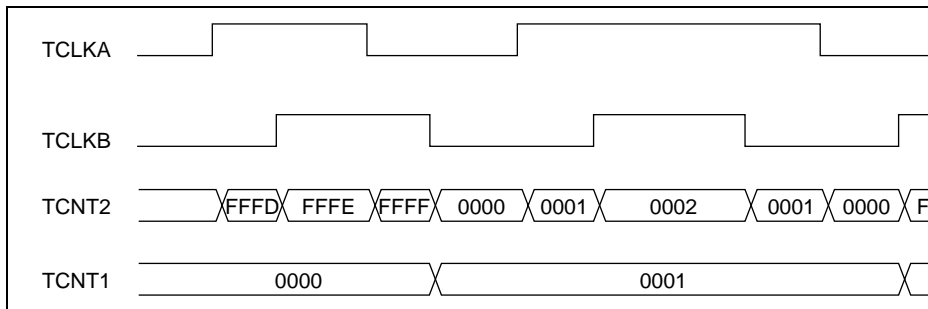 TCLKA
TCLKB
TCNT2 FFFD FFFE FFFF 0000 0001 0002 0001 0000 F
TCNT1 0000 0001